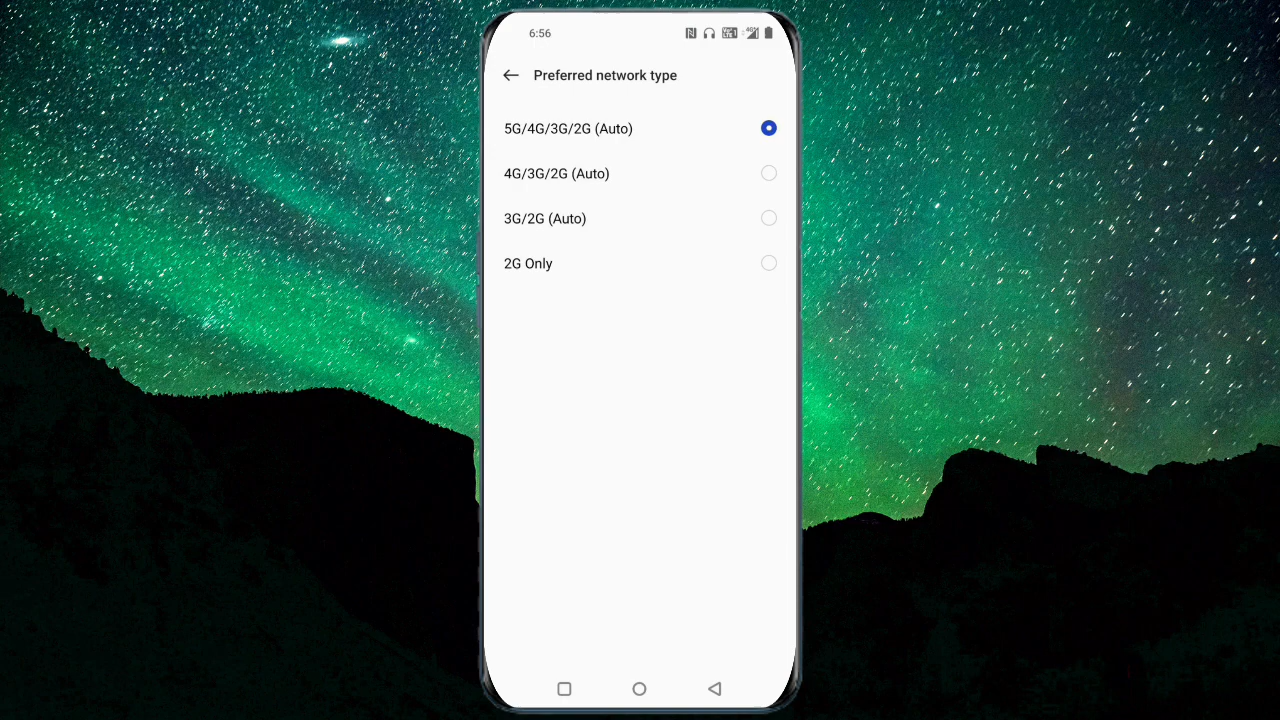 6:56
Preferred network type
5G/4G/3G/2G (Auto)
4G/3G/2G (Auto)
3G/2G (Auto)
2G Only